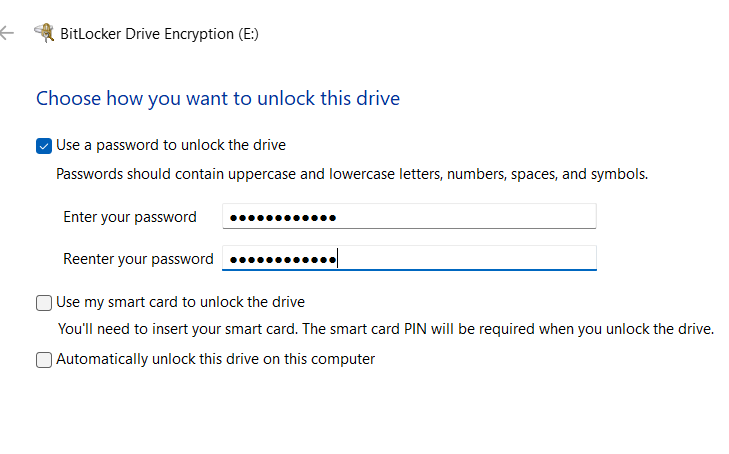 BitLocker Drive Encryption (E:)
Choose how you want to unlock this drive
Use a password to unlock the drive
Passwords should contain uppercase and lowercase letters, numbers, spaces, and symbols.
Enter your password ●●●●●●●●●●●●
Reenter your password ●●●●●●●●●●●●
Use my smart card to unlock the drive
You'll need to insert your smart card. The smart card PIN will be required when you unlock the drive.
Automatically unlock this drive on this computer